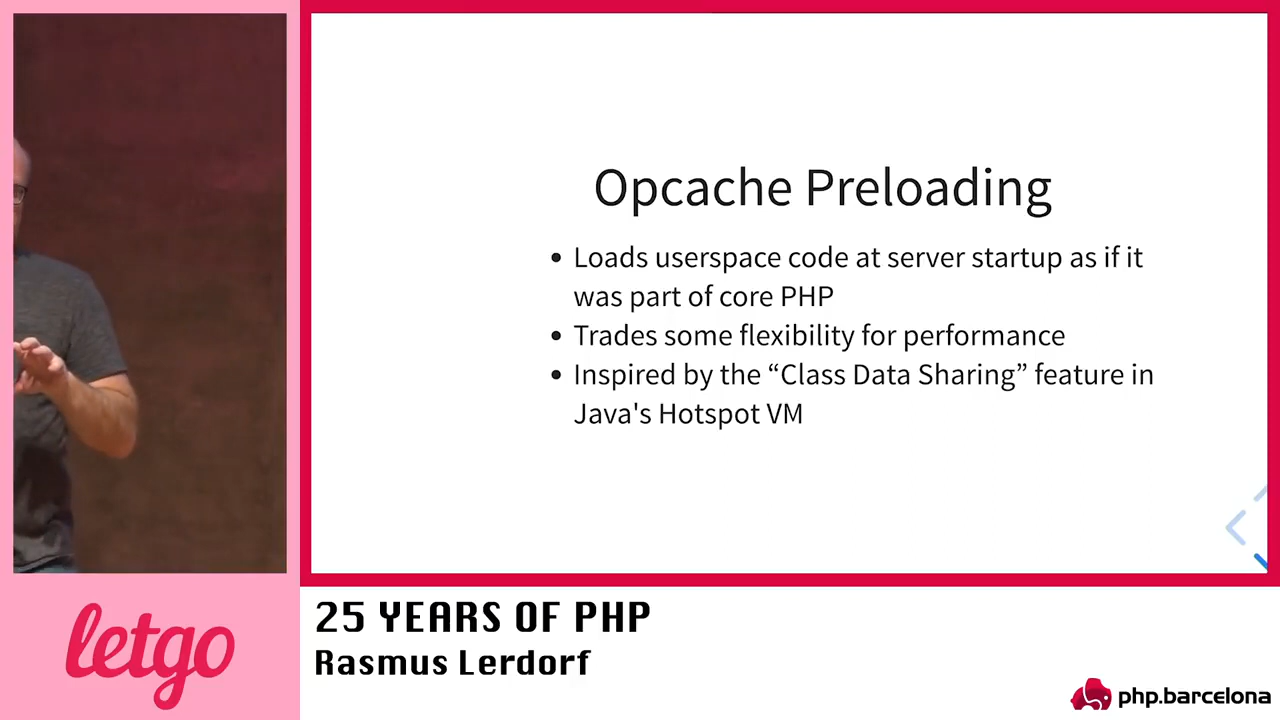 Opcache Preloading
• Loads userspace code at server startup as if it
was part of core PHP
• Trades some flexibility for performance
• Inspired by the “Class Data Sharing” feature in
Java's Hotspot VM
letgo
25 YEARS OF PHP
Rasmus Lerdorf
php.barcelona